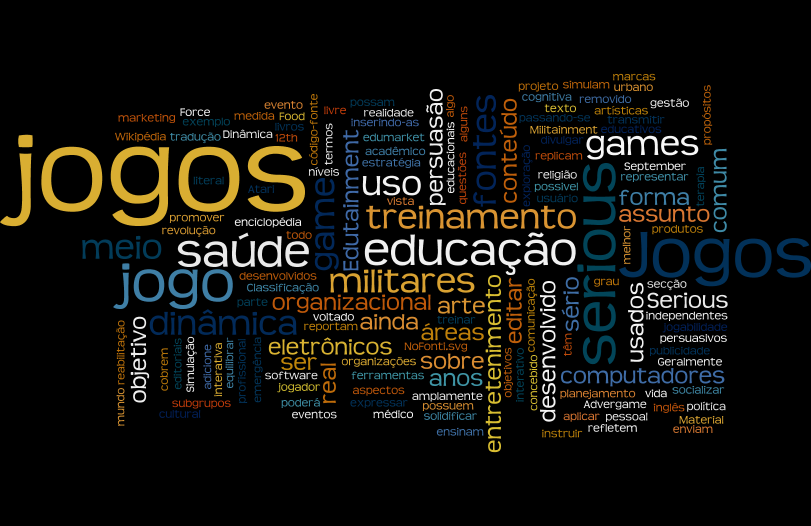 jogos
Jogos
serious
educação
saúde
jogo
games
uso
treinamento
militares
dinâmica
game
fontes
Edutainment
persuasão
conteúdo
forma
assunto
comum
meio
organizacional
arte
ainda
áreas
eletrônicos
ser
real
sobre
anos
entretenimento
editar
desenvolvido
sério
usados
Serious
computadores
objetivo
marketing
Force
exemplo
Wikipédia
tradução
Dinâmica
livros
12th
medida
evento
Food
código-fonte
livre
termos
níveis
possam
realidade
inserindo-as
edumarket
acadêmico
estratégia
educacionais
algo
questões
alguns
vista
literal
Atari
promover
revolução
enciclopédia
todo
desenvolvidos
Classificação
parte
projeto
simulam
marcas
urbano
cognitiva
removido
texto
passando-se
Militainment
divulgar
artísticas
transmitir
educativos
gestão
propósitos
replicam
religião
possível
usuário
exploração
September
representar
terapia
melhor
produtos
grau
secção
independentes
jogabilidade
persuasivos
publicidade
Geralmente
têm
socializar
planejamento
vida
Advergame
Inglês
política
aplicar
pessoal
Material
refletem
enviam
instruir
concebido
comunicação
interativo
objetivos
NoFonti.svg
organizações
ferramentas
aspectos
expressar
amplamente
possuem
solidificar
ensinam
médico
eventos
poderá
jogador
software
voltado
reportam
treinar
emergência
profissional
equilibrar
Interativa
adicione
Simulação
editoriais
cobrem
reabilitação
mundo
subgrupos
cultural